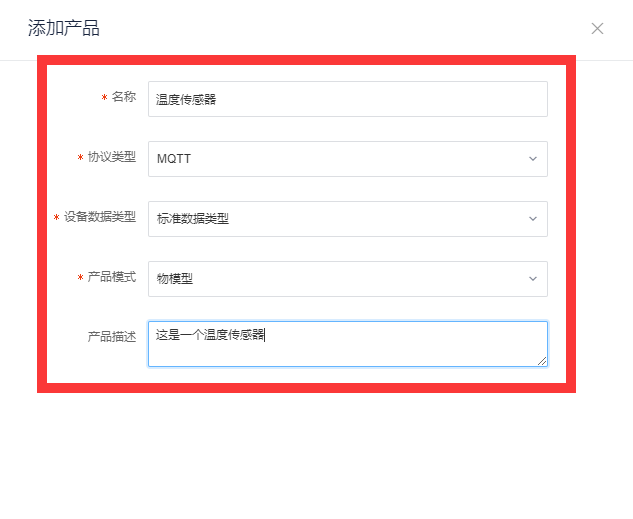 添加产品
* 名称 温度传感器
* 协议类型 MQTT
* 设备数据类型 标准数据类型
* 产品模式 物模型
产品描述 这是一个温度传感器